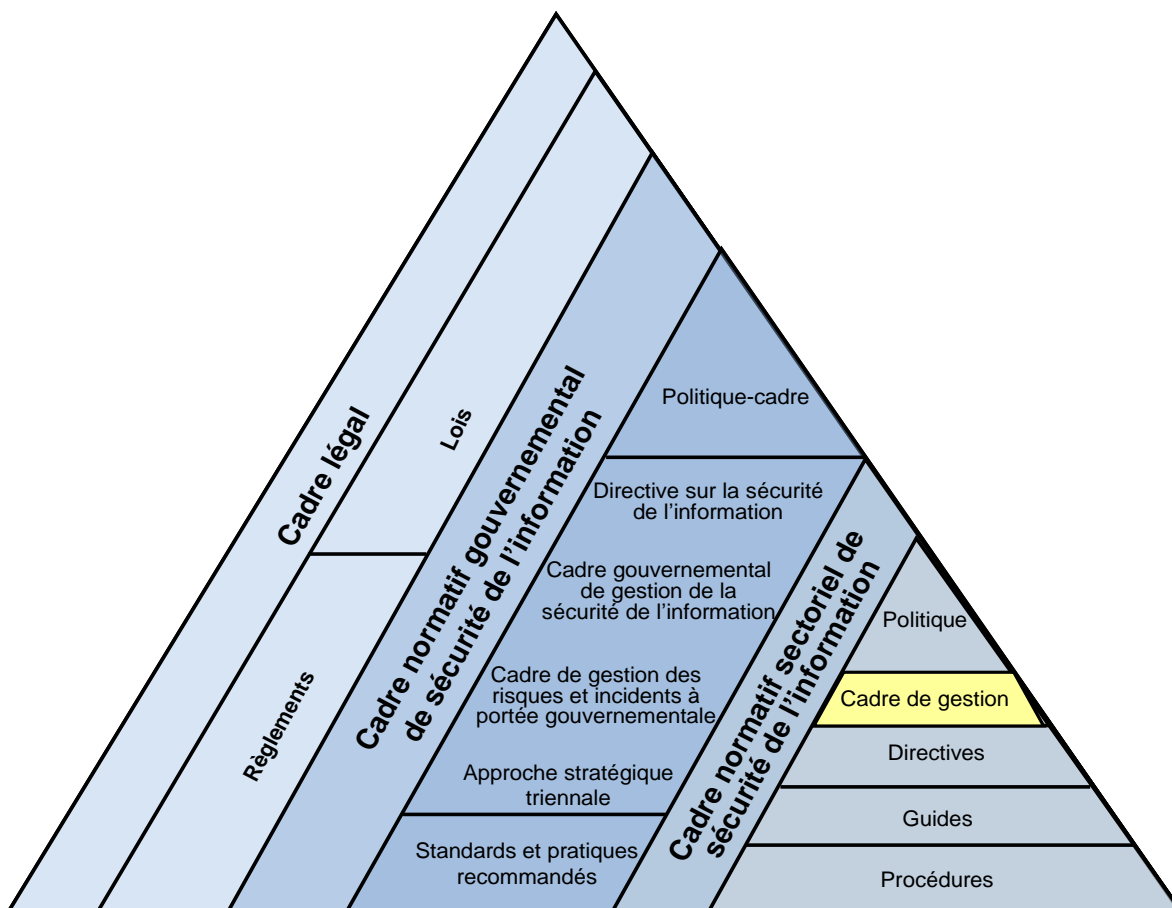 Cadre légal
Lois
Règlements
Cadre normatif gouvernemental
de sécurité de l'information
Politique-cadre
Directive sur la sécurité
de l'information
Cadre gouvernemental
de gestion de la
sécurité de l'information
Cadre de gestion des
risques et incidents à
portée gouvernementale
Approche stratégique
triennale
Standards et pratiques
recommandés
Cadre normatif sectoriel de
sécurité de l'information
Politique
Cadre de gestion
Directives
Guides
Procédures